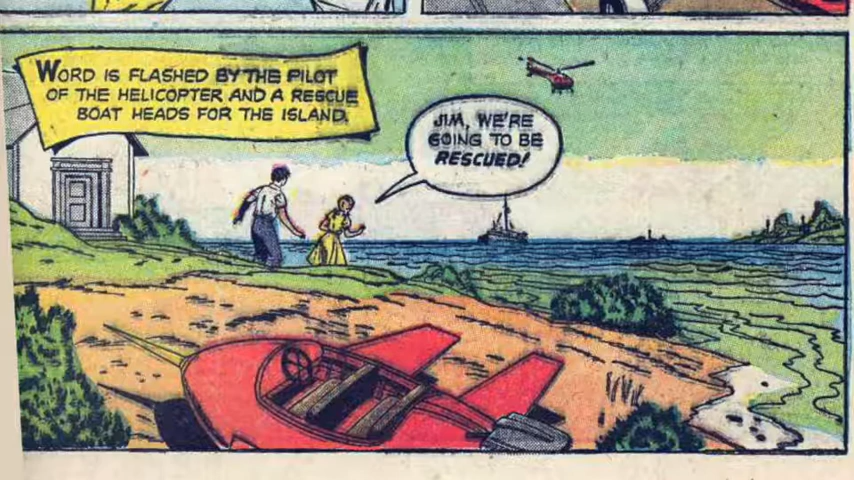 WORD IS FLASHED BY THE PILOT
OF THE HELICOPTER AND A RESCUE
BOAT HEADS FOR THE ISLAND.
JIM, WE'RE
GOING TO BE
RESCUED!